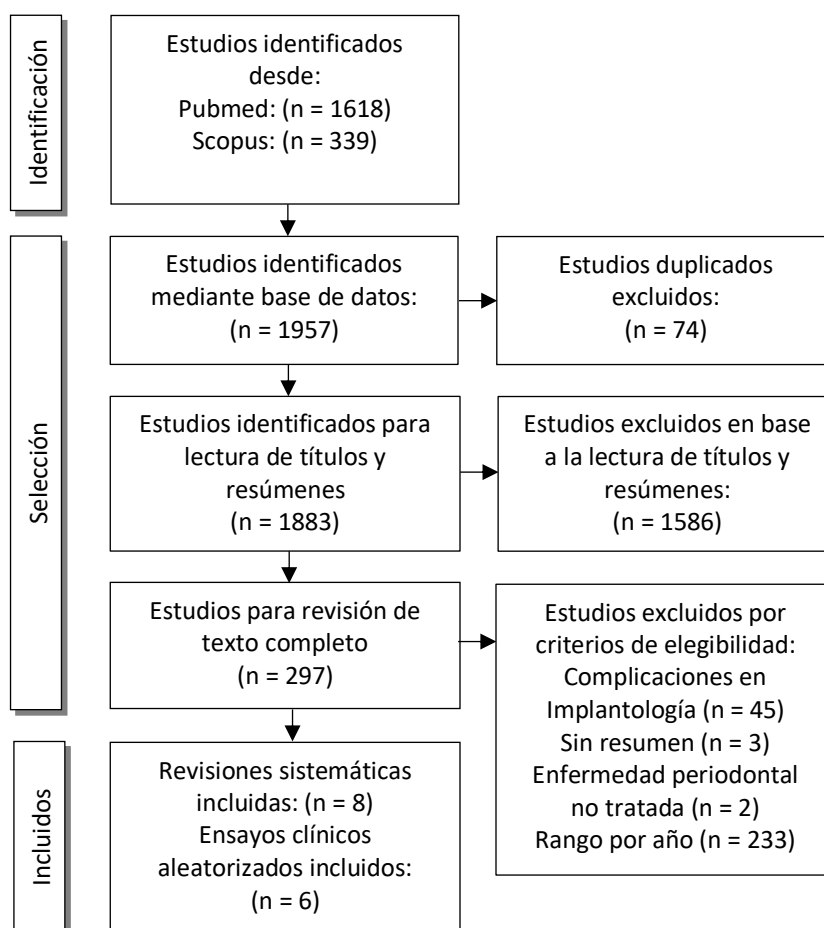 Identificación
Estudios identificados
desde:
Pubmed: (n = 1618)
Scopus: (n = 339)
Selección
Estudios identificados
mediante base de datos:
(n = 1957)
Estudios duplicados
excluidos:
(n = 74)
Estudios identificados para
lectura de títulos y
resúmenes
(n = 1883)
Estudios excluidos en base
a la lectura de títulos y
resúmenes:
(n = 1586)
Estudios para revisión de
texto completo
(n = 297)
Estudios excluidos por
criterios de elegibilidad:
Complicaciones en
Implantología (n = 45)
Sin resumen (n = 3)
Enfermedad periodontal
no tratada (n = 2)
Rango por año (n = 233)
Incluidos
Revisiones sistemáticas
incluidas: (n = 8)
Ensayos clínicos
aleatorizados incluidos:
(n = 6)